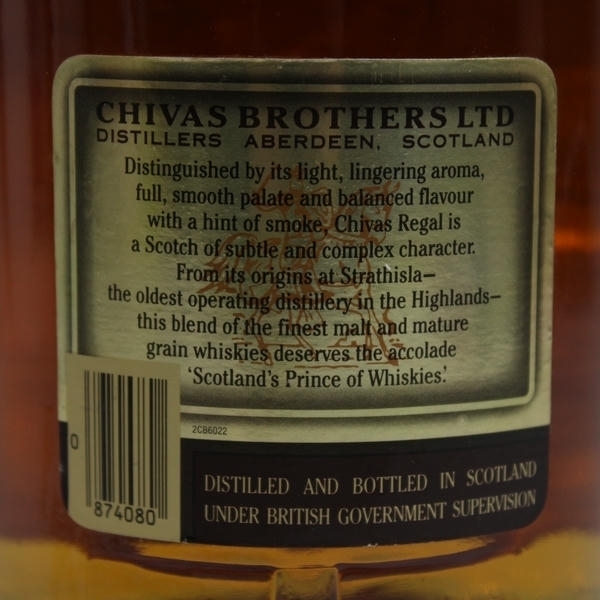 CHIVAS BROTHERS LTD
DISTILLERS ABERDEEN, SCOTLAND
Distinguished by its light, lingering aroma,
full, smooth palate and balanced flavour
with a hint of smoke, Chivas Regal is
a Scotch of subtle and complex character.
From its origins at Strathisla–
the oldest operating distillery in the Highlands–
this blend of the finest malt and mature
grain whiskies deserves the accolade
‘Scotland's Prince of Whiskies.’
2CB6022
0
874080
DISTILLED AND BOTTLED IN SCOTLAND
UNDER BRITISH GOVERNMENT SUPERVISION